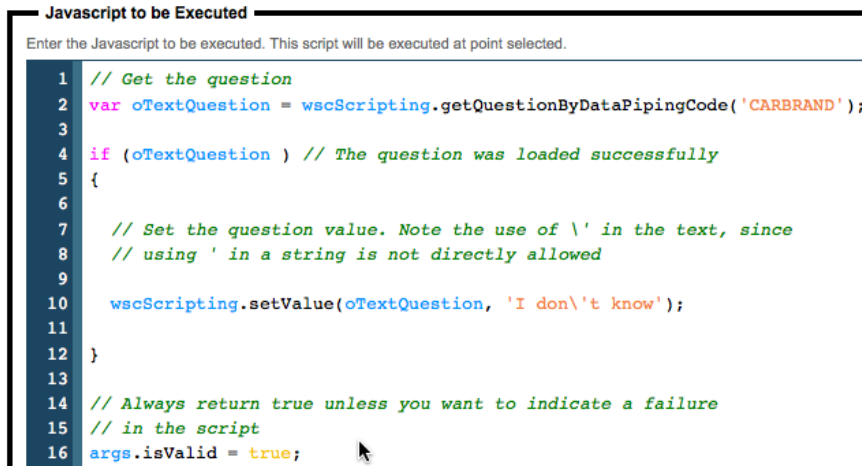 Javascript to be Executed
Enter the Javascript to be executed. This script will be executed at point selected.
1 // Get the question
2 var oTextQuestion = wscScripting.getQuestionByDataPipingCode('CARBRAND');
3
4 if (oTextQuestion ) // The question was loaded successfully
5 {
6
7 // Set the question value. Note the use of \' in the text, since
8 // using ' in a string is not directly allowed
9
10 wscScripting.setValue(oTextQuestion, 'I don\'t know');
11
12 }
13
14 // Always return true unless you want to indicate a failure
15 // in the script
16 args.isValid = true;